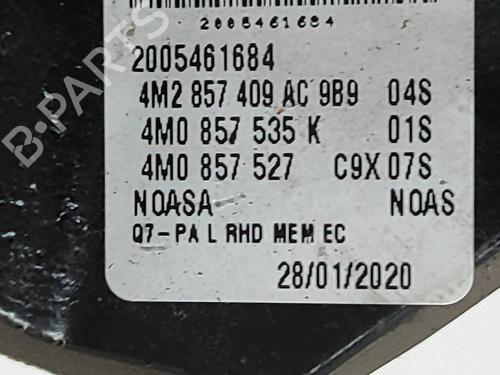 2005461684
2005461684
4M2 857 409 AC 9B9 04S
4M0 857 535 K 01S
4M0 857 527 C9X 07S
NOASA NOAS
Q7-PA L RHD MEM EC
28/01/2020
B-PARTS